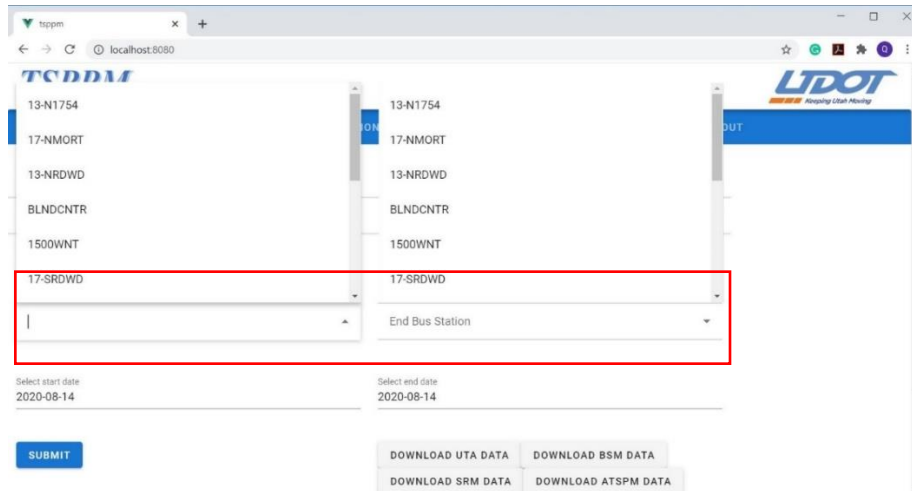 tsppm
localhost:8080
TSPPM
UDOT
Keeping Utah Moving
13-N1754
17-NMORT
13-NRDWD
BLNDCNTR
1500WNT
17-SRDWD
13-N1754
17-NMORT
13-NRDWD
BLNDCNTR
1500WNT
17-SRDWD
End Bus Station
Select start date
2020-08-14
Select end date
2020-08-14
SUBMIT
DOWNLOAD UTA DATA
DOWNLOAD BSM DATA
DOWNLOAD SRM DATA
DOWNLOAD ATSPM DATA